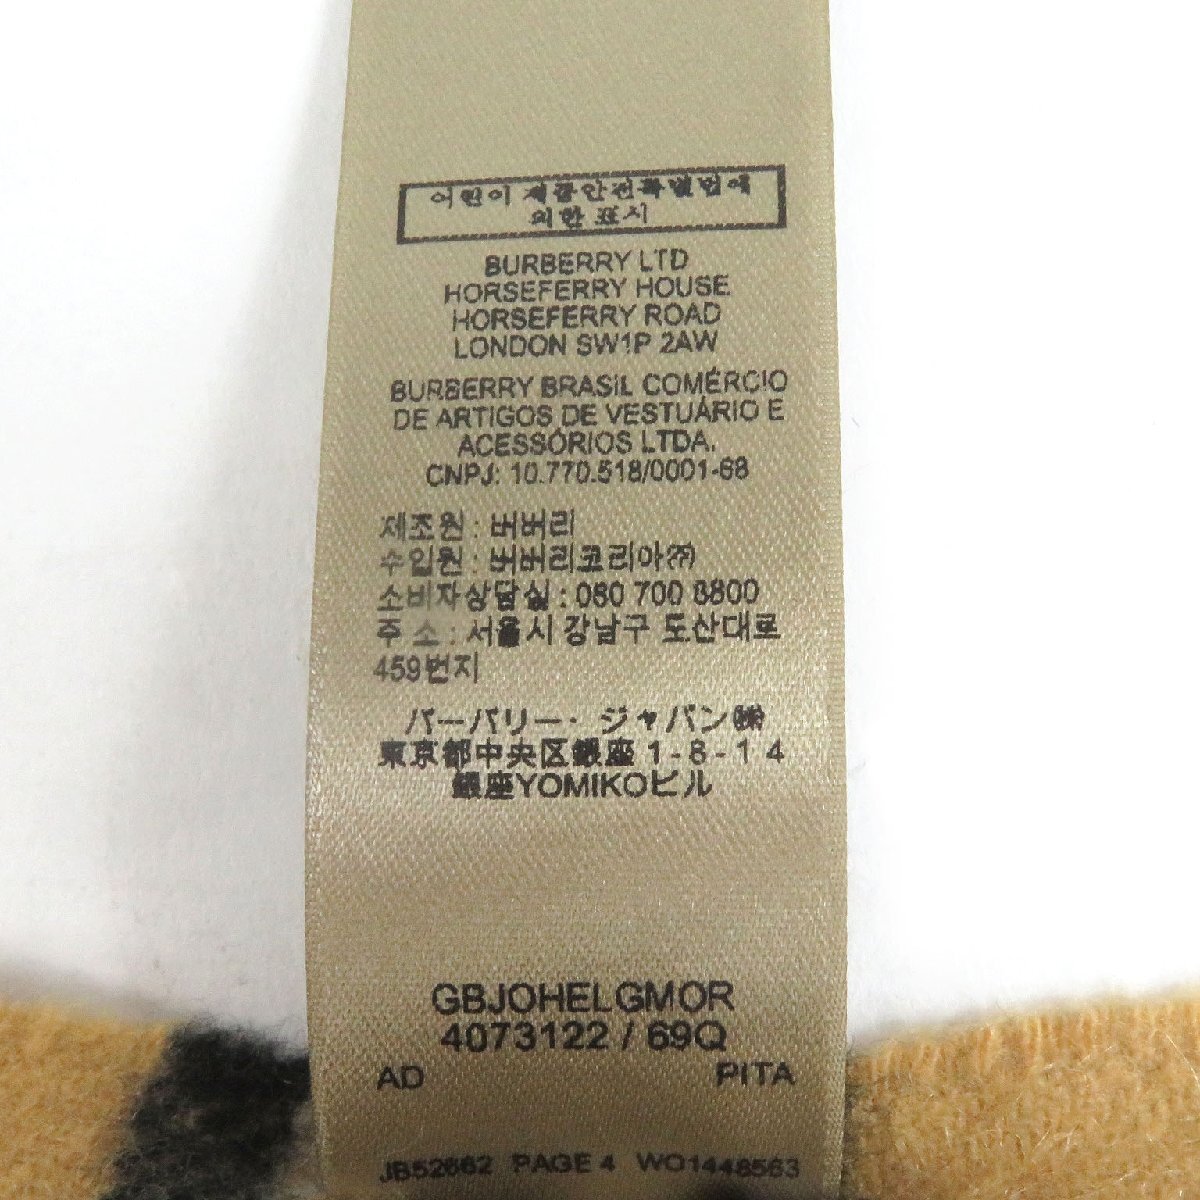 어린이 제품안전특별법에
의한 표시
BURBERRY LTD
HORSEFERRY HOUSE
HORSEFERRY ROAD
LONDON SW1P 2AW
BURBERRY BRASIL COMÉRCIO
DE ARTIGOS DE VESTUÁRIO E
ACESSÓRIOS LTDA.
CNPJ: 10.770.518/0001-68
제조원 : 버버리
수입원 : 버버리코리아㈜
소비자상담실 : 080 700 8800
주 소 : 서울시 강남구 도산대로
459번지
バーバリー・ジャパン㈱
東京都中央区銀座1-8-14
銀座YOMIKOビル
GBJOHELGMOR
4073122 / 69Q
AD PITA
JB52662 PAGE 4 WO1448563